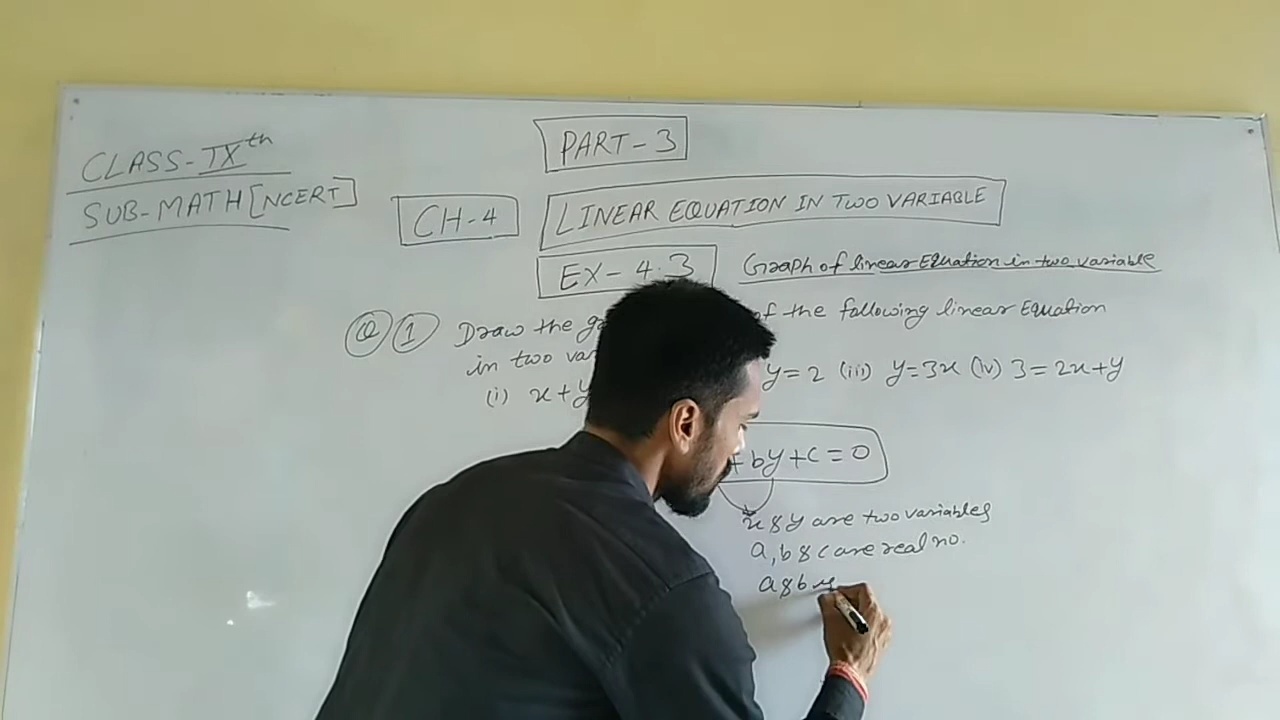 PART-3
CLASS-IXth
SUB-MATH[NCERT]
CH-4
LINEAR EQUATION IN TWO VARIABLE
EX-4.3
Graph of linear Equation in two variable
Q 1 Draw the of the following linear Equation
in two
(i) x+y y=2 (iii) y=3x (iv) 3=2x+y
+by+c=0
x & y are two variables
a, b & c are real no.
a & b